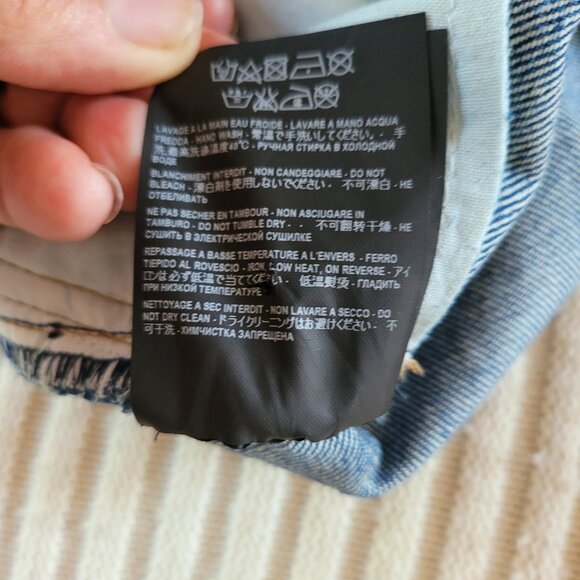 LAVAGE A LA MAIN EAU FROIDE - LAVARE A MANO ACQUA
FREDDA - HAND WASH - 常温で手洗いしてください。 - 手
洗,最高洗涤温度40°C - РУЧНАЯ СТИРКА В ХОЛОДНОЙ
ВОДЕ
BLANCHIMENT INTERDIT - NON CANDEGGIARE - DO NOT
BLEACH - 漂白剤を使用しないでください。 不可漂白 - НЕ
ОТБЕЛИВАТЬ
NE PAS SECHER EN TAMBOUR - NON ASCIUGARE IN
TAMBURO - DO NOT TUMBLE DRY - - 不可翻转干燥 - НЕ
СУШИТЬ В ЭЛЕКТРИЧЕСКОЙ СУШИЛКЕ
REPASSAGE A BASSE TEMPERATURE A L'ENVERS - FERRO
TIEPIDO AL ROVESCIO - IRON, LOW HEAT, ON REVERSE - アイ
ロンは必ず低温で当ててください。 低温熨烫 - ГЛАДИТЬ
ПРИ НИЗКОЙ ТЕМПЕРАТУРЕ
NETTOYAGE A SEC INTERDIT - NON LAVARE A SECCO - DO
NOT DRY CLEAN - ドライクリーニングはお避けください - 不
可干洗 - ХИМЧИСТКА ЗАПРЕЩЕНА